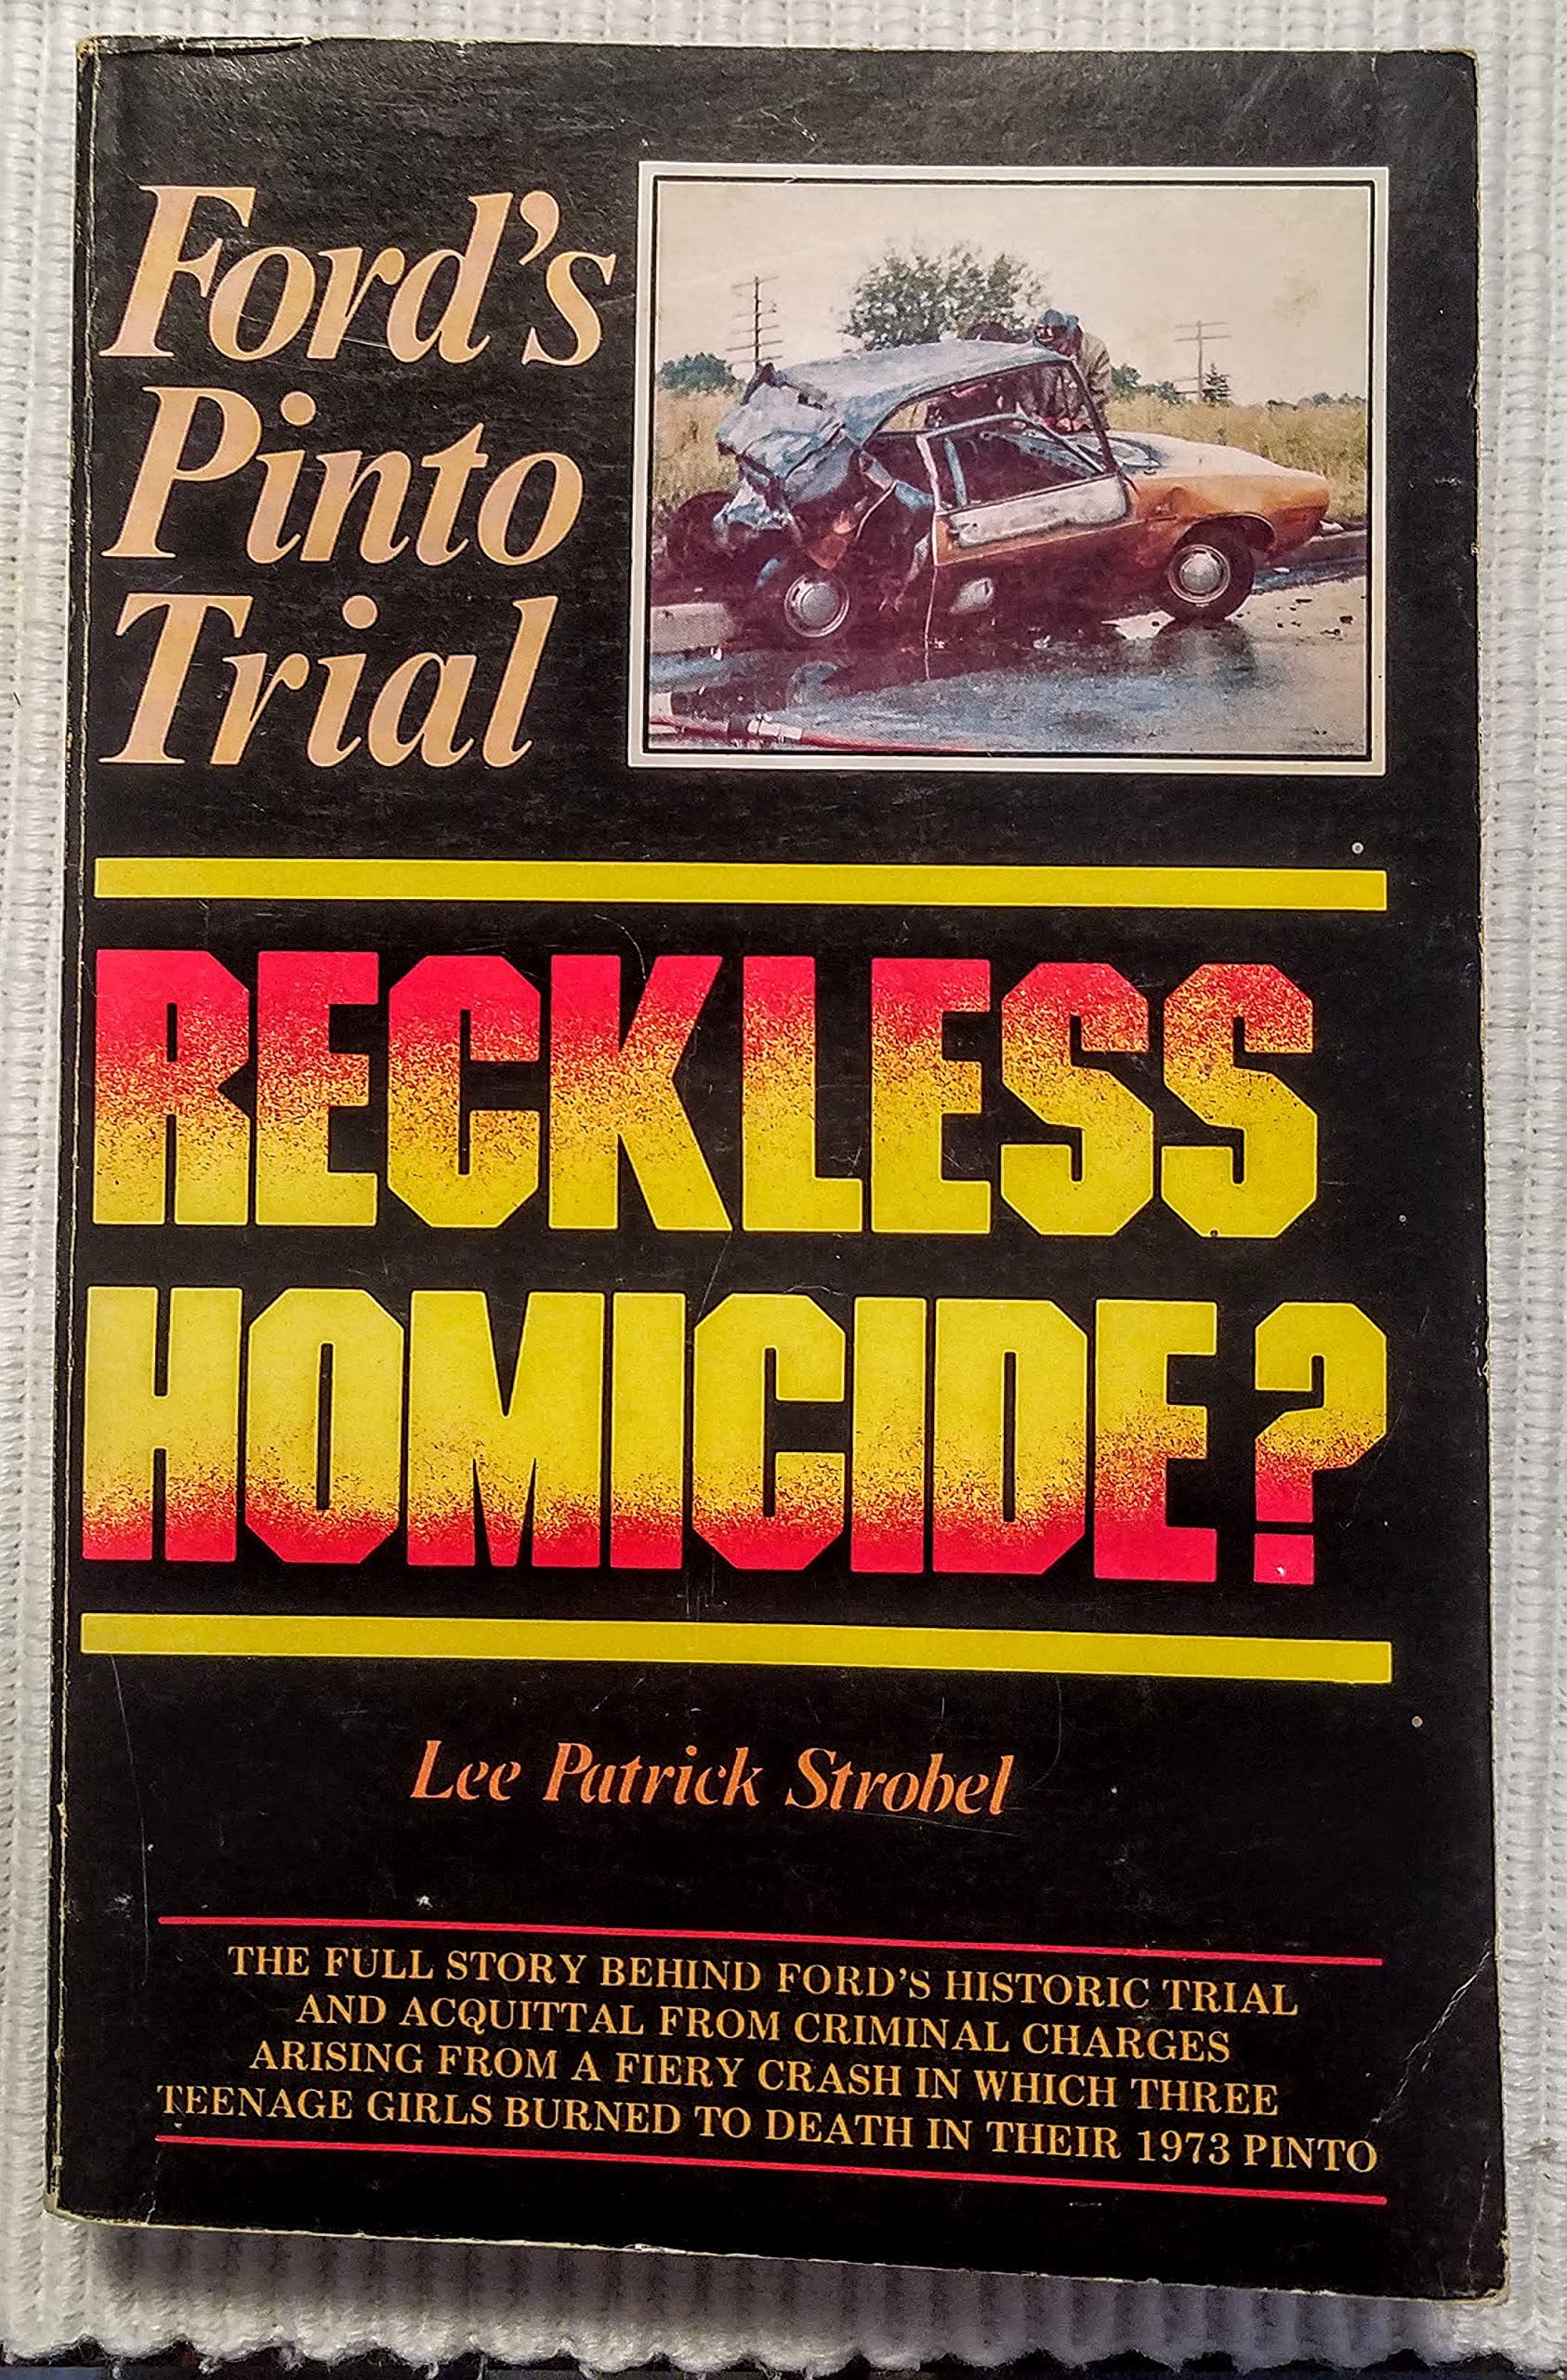 Ford's
Pinto
Trial
RECKLESS
HOMICIDE?
Lee Patrick Strobel
THE FULL STORY BEHIND FORD'S HISTORIC TRIAL
AND ACQUITTAL FROM CRIMINAL CHARGES
ARISING FROM A FIERY CRASH IN WHICH THREE
TEENAGE GIRLS BURNED TO DEATH IN THEIR 1973 PINTO